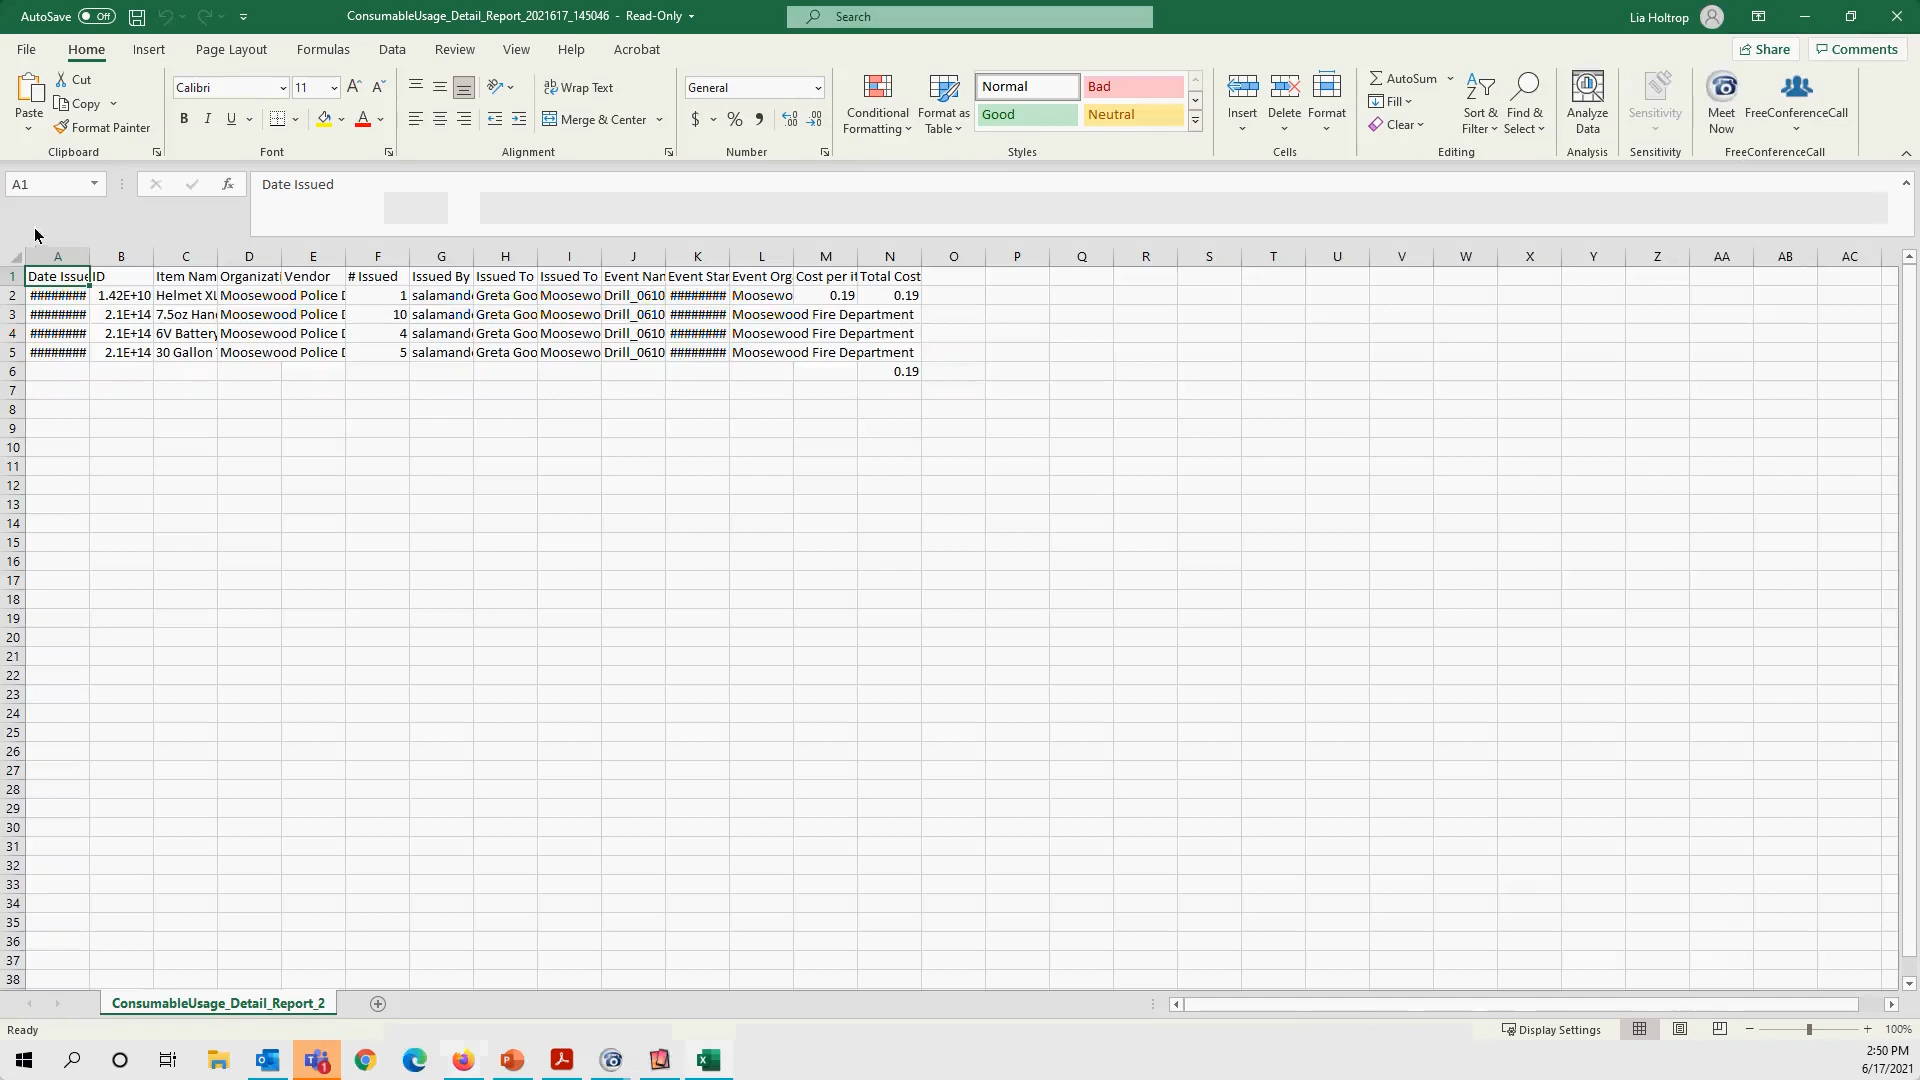 AutoSave Off ConsumableUsage_Detail_Report_2021617_145046 - Read-Only Search Lia Holtrop
File Home Insert Page Layout Formulas Data Review View Help Acrobat Share Comments
Paste Cut Copy Format Painter Clipboard
Calibri 11 A A B I U A Font
Wrap Text Merge & Center Alignment
General $ % , Number
Conditional Formatting Format as Table Normal Bad Good Neutral Styles
Insert Delete Format Cells
AutoSum Fill Clear Sort & Filter Find & Select Editing
Analyze Data Analysis
Sensitivity Sensitivity
Meet Now FreeConferenceCall FreeConferenceCall
A1 fx Date Issued
A B C D E F G H I J K L M N O P Q R S T U V W X Y Z AA AB AC
1 Date Issue ID Item Nam Organizati Vendor # Issued Issued By Issued To Issued To Event Nan Event Star Event Org Cost per it Total Cost
2 ######## 1.42E+10 Helmet XL Moosewood Police D 1 salamande Greta Goo Moosewo Drill_0610 ######## Moosewo 0.19 0.19
3 ######## 2.1E+14 7.5oz Han Moosewood Police D 10 salamande Greta Goo Moosewo Drill_0610 ######## Moosewood Fire Department
4 ######## 2.1E+14 6V Battery Moosewood Police D 4 salamande Greta Goo Moosewo Drill_0610 ######## Moosewood Fire Department
5 ######## 2.1E+14 30 Gallon Moosewood Police D 5 salamande Greta Goo Moosewo Drill_0610 ######## Moosewood Fire Department
6 0.19
7
8
9
10
11
12
13
14
15
16
17
18
19
20
21
22
23
24
25
26
27
28
29
30
31
32
33
34
35
36
37
38
ConsumableUsage_Detail_Report_2
Ready Display Settings 100%
2:50 PM
6/17/2021